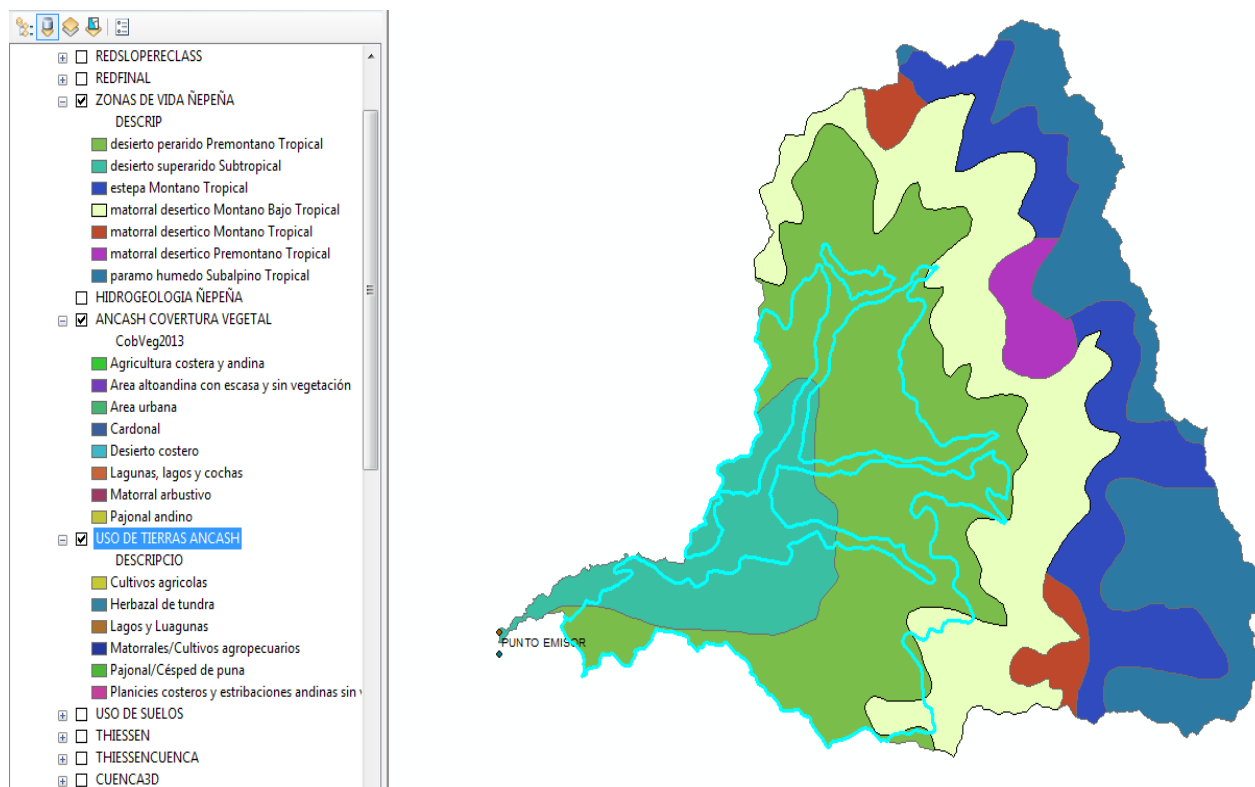 REDSLOPERECLASS
REDFINAL
ZONAS DE VIDA ÑEPEÑA
DESCRIP
desierto perarido Premontano Tropical
desierto superarido Subtropical
estepa Montano Tropical
matorral desertico Montano Bajo Tropical
matorral desertico Montano Tropical
matorral desertico Premontano Tropical
paramo humedo Subalpino Tropical
HIDROGEOLOGIA ÑEPEÑA
ANCASH COVERTURA VEGETAL
CobVeg2013
Agricultura costera y andina
Area altoandina con escasa y sin vegetación
Area urbana
Cardonal
Desierto costero
Lagunas, lagos y cochas
Matorral arbustivo
Pajonal andino
USO DE TIERRAS ANCASH
DESCRIPCIO
Cultivos agricolas
Herbazal de tundra
Lagos y Luagunas
Matorrales/Cultivos agropecuarios
Pajonal/Césped de puna
Planicies costeros y estribaciones andinas sin
USO DE SUELOS
THIESSEN
THIESSENCUENCA
CUENCA3D
PUNTO EMISOR